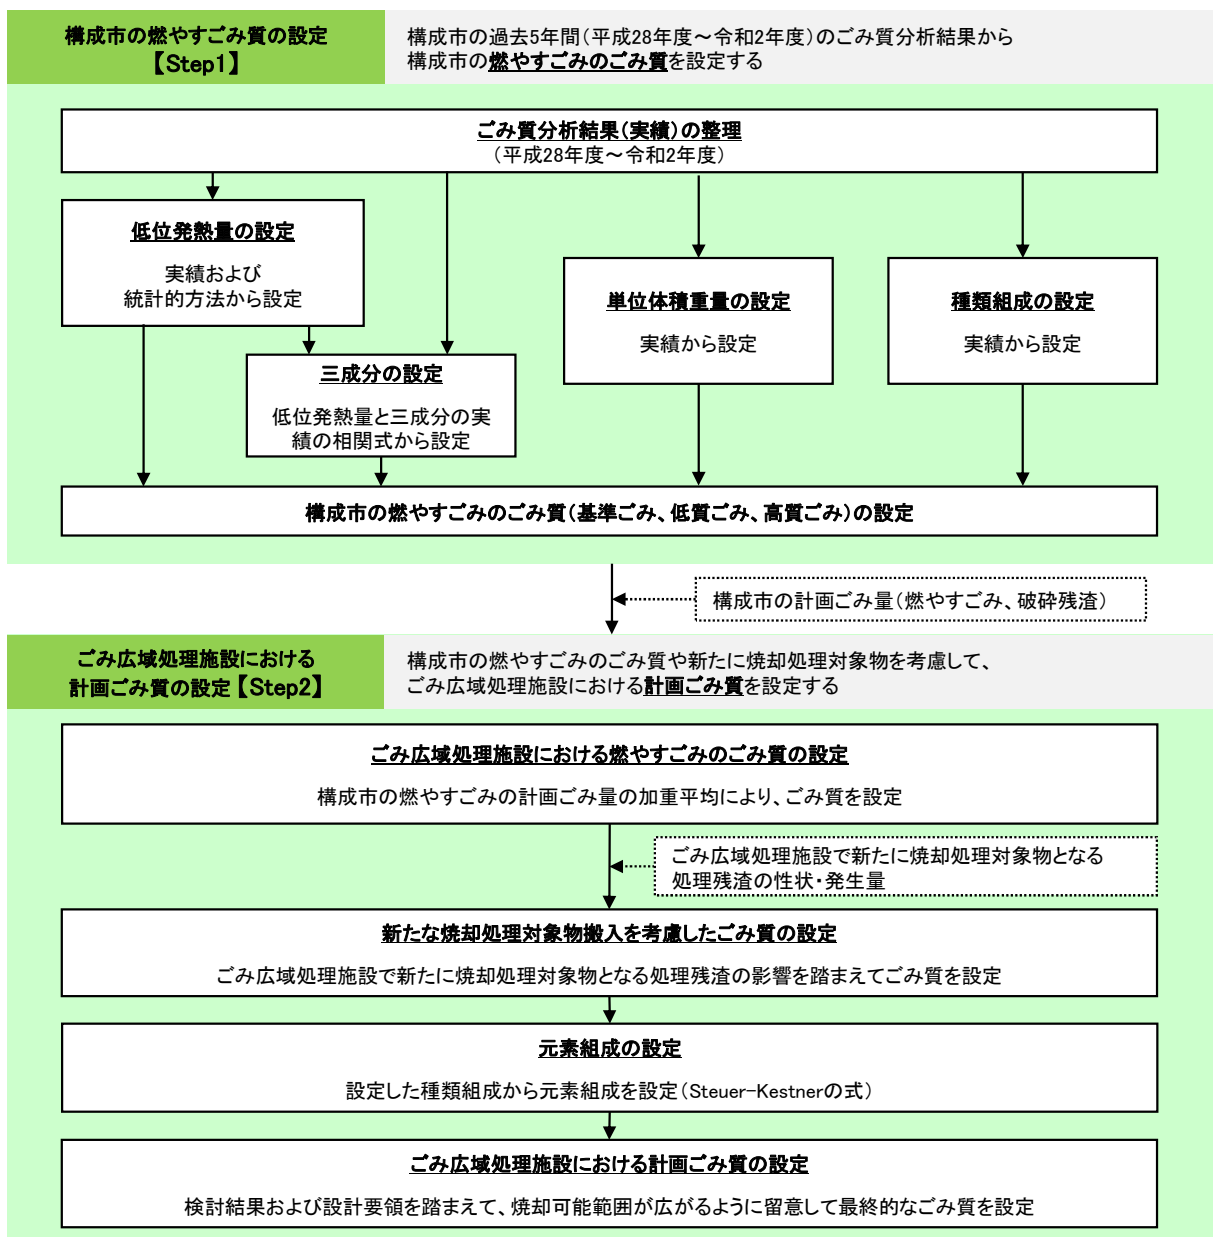 構成市の燃やすごみ質の設定
【Step1】
構成市の過去5年間（平成28年度～令和2年度）のごみ質分析結果から
構成市の燃やすごみのごみ質を設定する
ごみ質分析結果（実績）の整理
（平成28年度～令和2年度）
低位発熱量の設定
実績および
統計的方法から設定
単位体積重量の設定
実績から設定
種類組成の設定
実績から設定
三成分の設定
低位発熱量と三成分の実
績の相関式から設定
構成市の燃やすごみのごみ質（基準ごみ、低質ごみ、高質ごみ）の設定
構成市の計画ごみ量（燃やすごみ、破砕残渣）
ごみ広域処理施設における
計画ごみ質の設定【Step2】
構成市の燃やすごみのごみ質や新たに焼却処理対象物を考慮して、
ごみ広域処理施設における計画ごみ質を設定する
ごみ広域処理施設における燃やすごみのごみ質の設定
構成市の燃やすごみの計画ごみ量の加重平均により、ごみ質を設定
ごみ広域処理施設で新たに焼却処理対象物となる
処理残渣の性状・発生量
新たな焼却処理対象物搬入を考慮したごみ質の設定
ごみ広域処理施設で新たに焼却処理対象物となる処理残渣の影響を踏まえてごみ質を設定
元素組成の設定
設定した種類組成から元素組成を設定（Steuer-Kestnerの式）
ごみ広域処理施設における計画ごみ質の設定
検討結果および設計要領を踏まえて、焼却可能範囲が広がるように留意して最終的なごみ質を設定